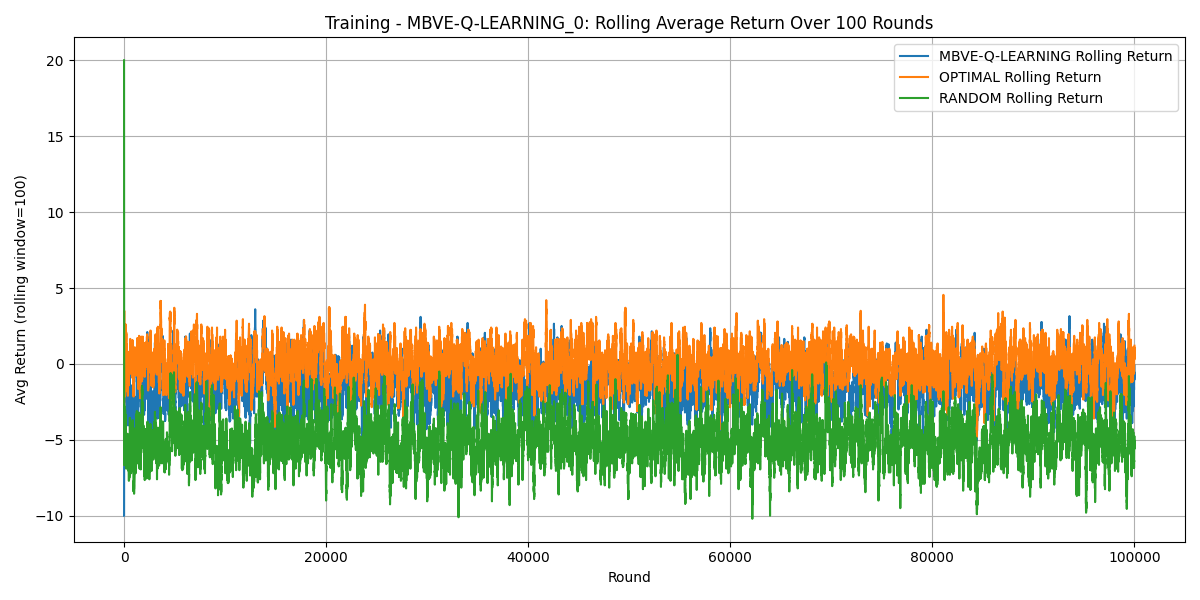 Training - MBVE-Q-LEARNING_0: Rolling Average Return Over 100 Rounds
MBVE-Q-LEARNING Rolling Return
OPTIMAL Rolling Return
RANDOM Rolling Return
Avg Return (rolling window=100)
20
15
10
5
0
−5
−10
0 20000 40000 60000 80000 100000
Round